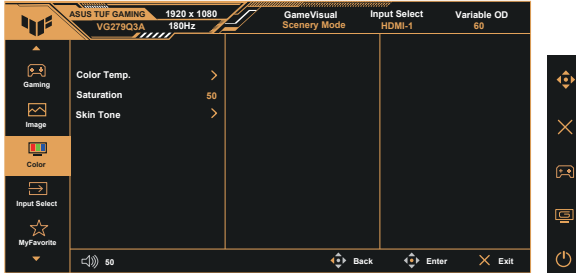 ASUS TUF GAMING 1920 x 1080 GameVisual Input Select Variable OD
VG279Q3A 180Hz Scenery Mode HDMI-1 60
Gaming
Color Temp.
Saturation 50
Skin Tone
Image
Color
Input Select
MyFavorite
50 Back Enter Exit